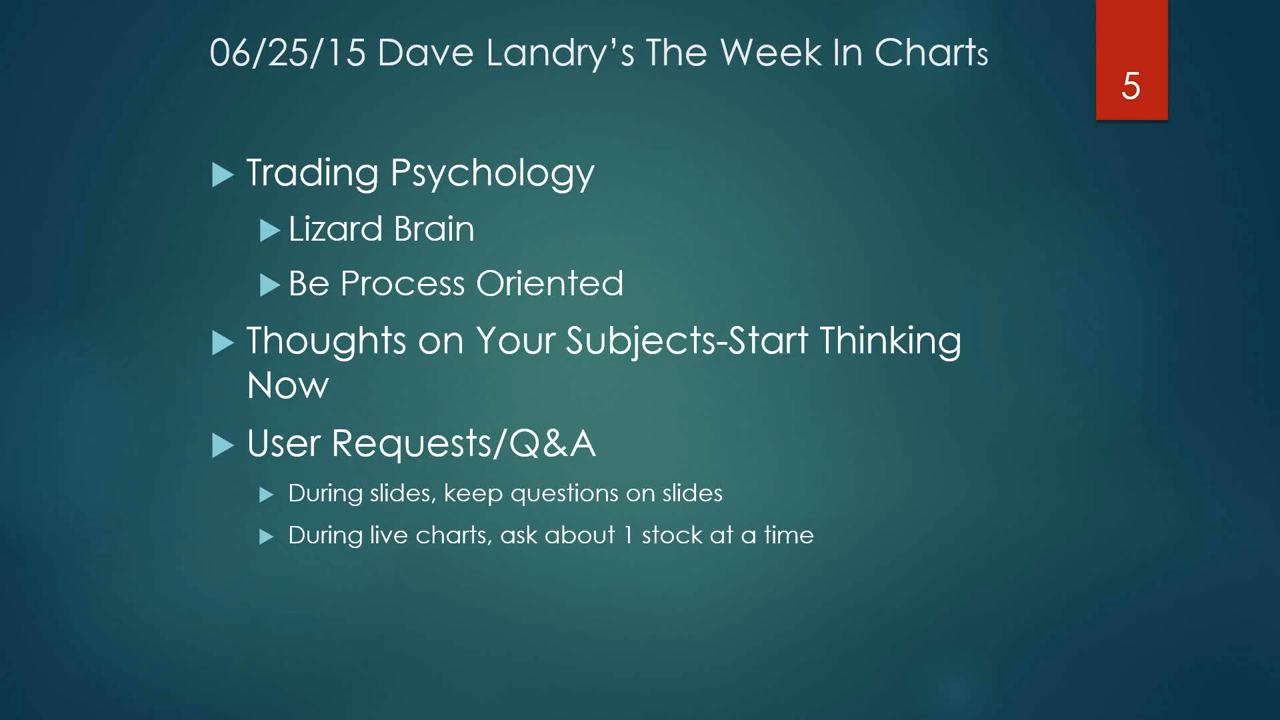 06/25/15 Dave Landry’s The Week In Charts
5
Trading Psychology
Lizard Brain
Be Process Oriented
Thoughts on Your Subjects-Start Thinking
Now
User Requests/Q&A
During slides, keep questions on slides
During live charts, ask about 1 stock at a time